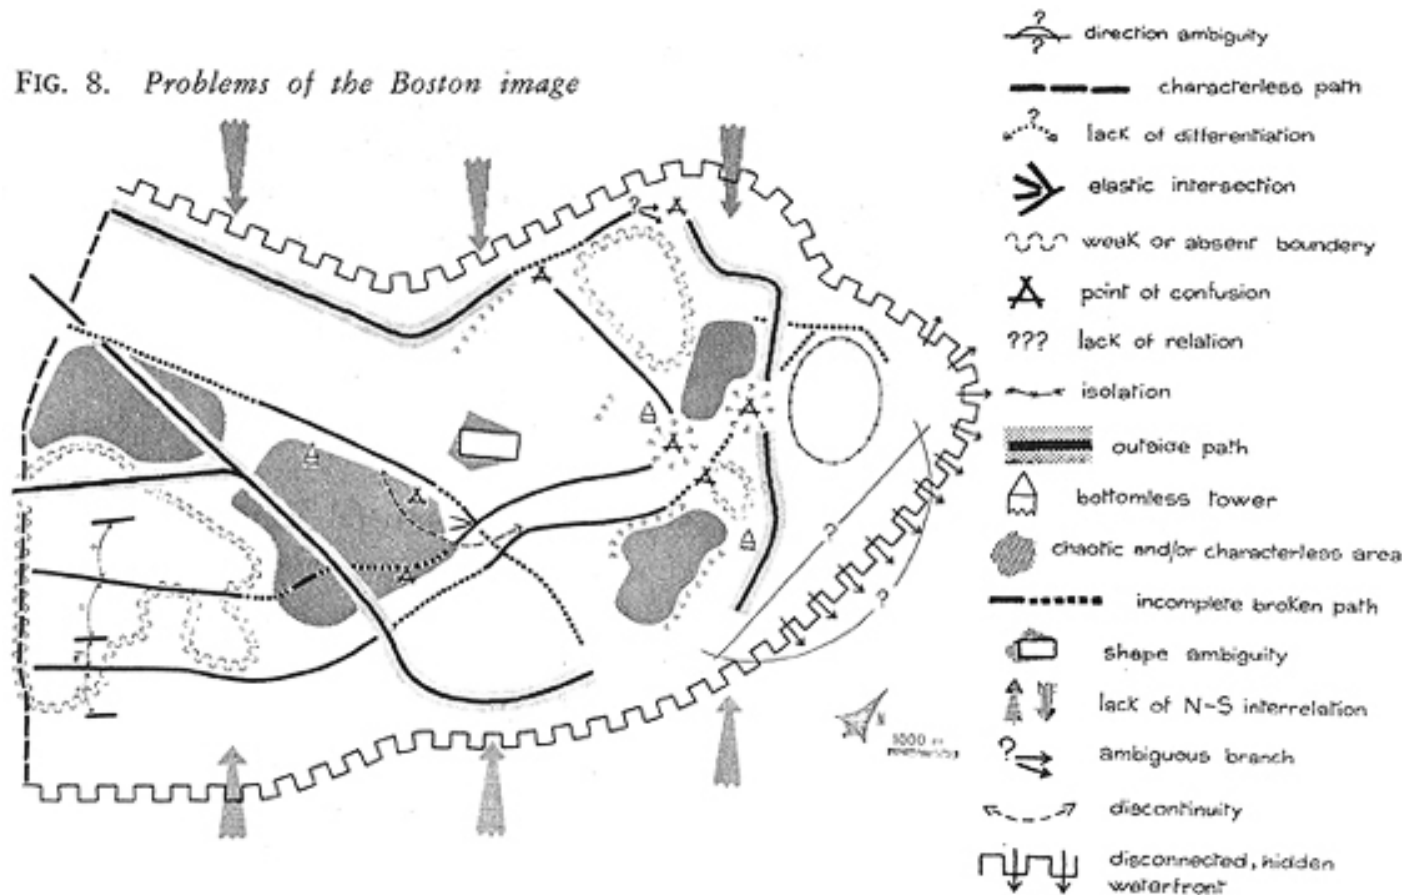 FIG. 8. Problems of the Boston image
? ? direction ambiguity
characterless path
? lack of differentiation
elastic intersection
weak or absent boundery
point of confusion
??? lack of relation
isolation
outside path
bottomless tower
chaotic and/or characterless area
incomplete broken path
shape ambiguity
lack of N-S interrelation
? ambiguous branch
discontinuity
disconnected, hidden
waterfront
?
?
?
N
1000